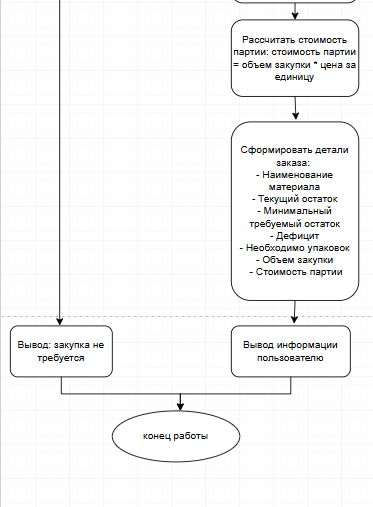 Рассчитать стоимость
партии: стоимость партии
= объем закупки * цена за
единицу
Сформировать детали
заказа:
- Наименование
материала
- Текущий остаток
- Минимальный
требуемый остаток
- Дефицит
- Необходимо упаковок
- Объем закупки
- Стоимость партии
Вывод: закупка не
требуется
Вывод информации
пользователю
конец работы